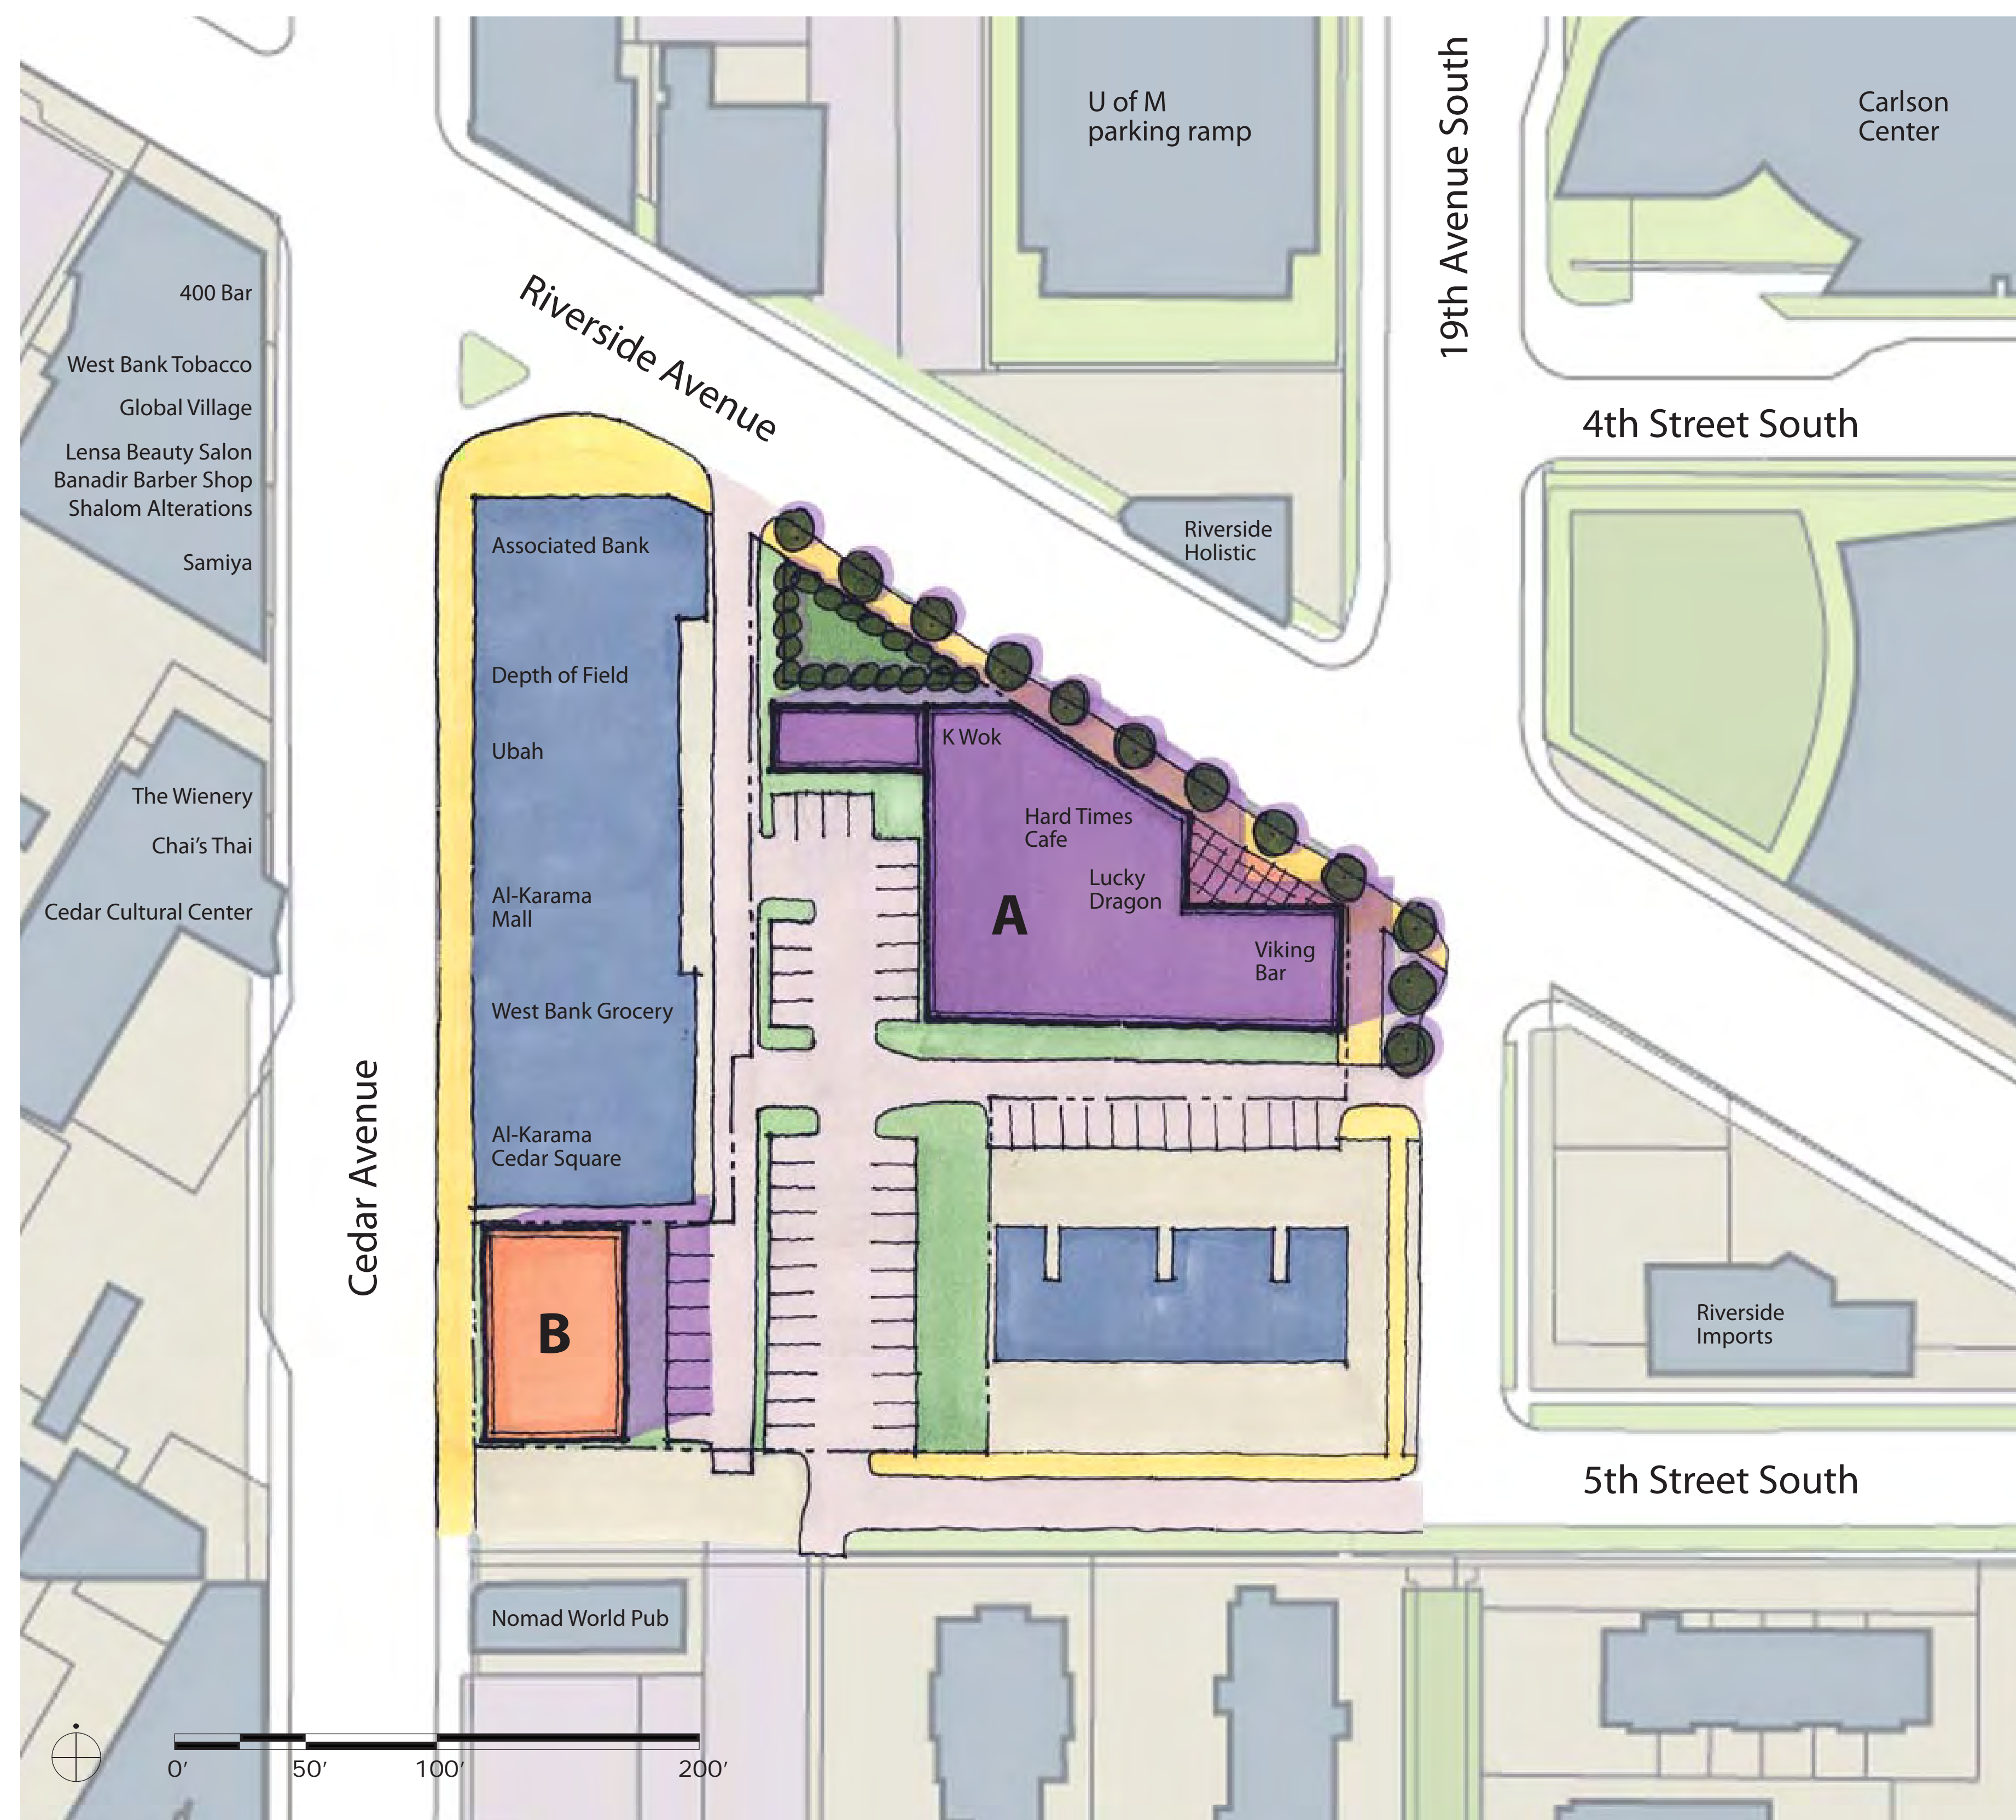 U of M
parking ramp
19th Avenue South
Carlson
Center
400 Bar
West Bank Tobacco
Global Village
Lensa Beauty Salon
Banadir Barber Shop
Shalom Alterations
Samiya
Riverside Avenue
4th Street South
Riverside
Holistic
Associated Bank
Depth of Field
Ubah
K Wok
The Wienery
Chai's Thai
Cedar Cultural Center
Hard Times
Cafe
Lucky
Dragon
A
Viking
Bar
Al-Karama
Mall
West Bank Grocery
Al-Karama
Cedar Square
Cedar Avenue
B
Riverside
Imports
5th Street South
Nomad World Pub
0' 50' 100' 200'